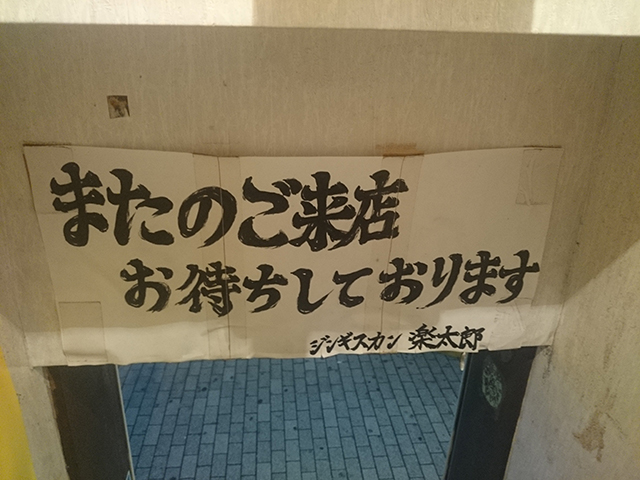 またのご来店
お待ちしております
ジンギスカン 楽太郎